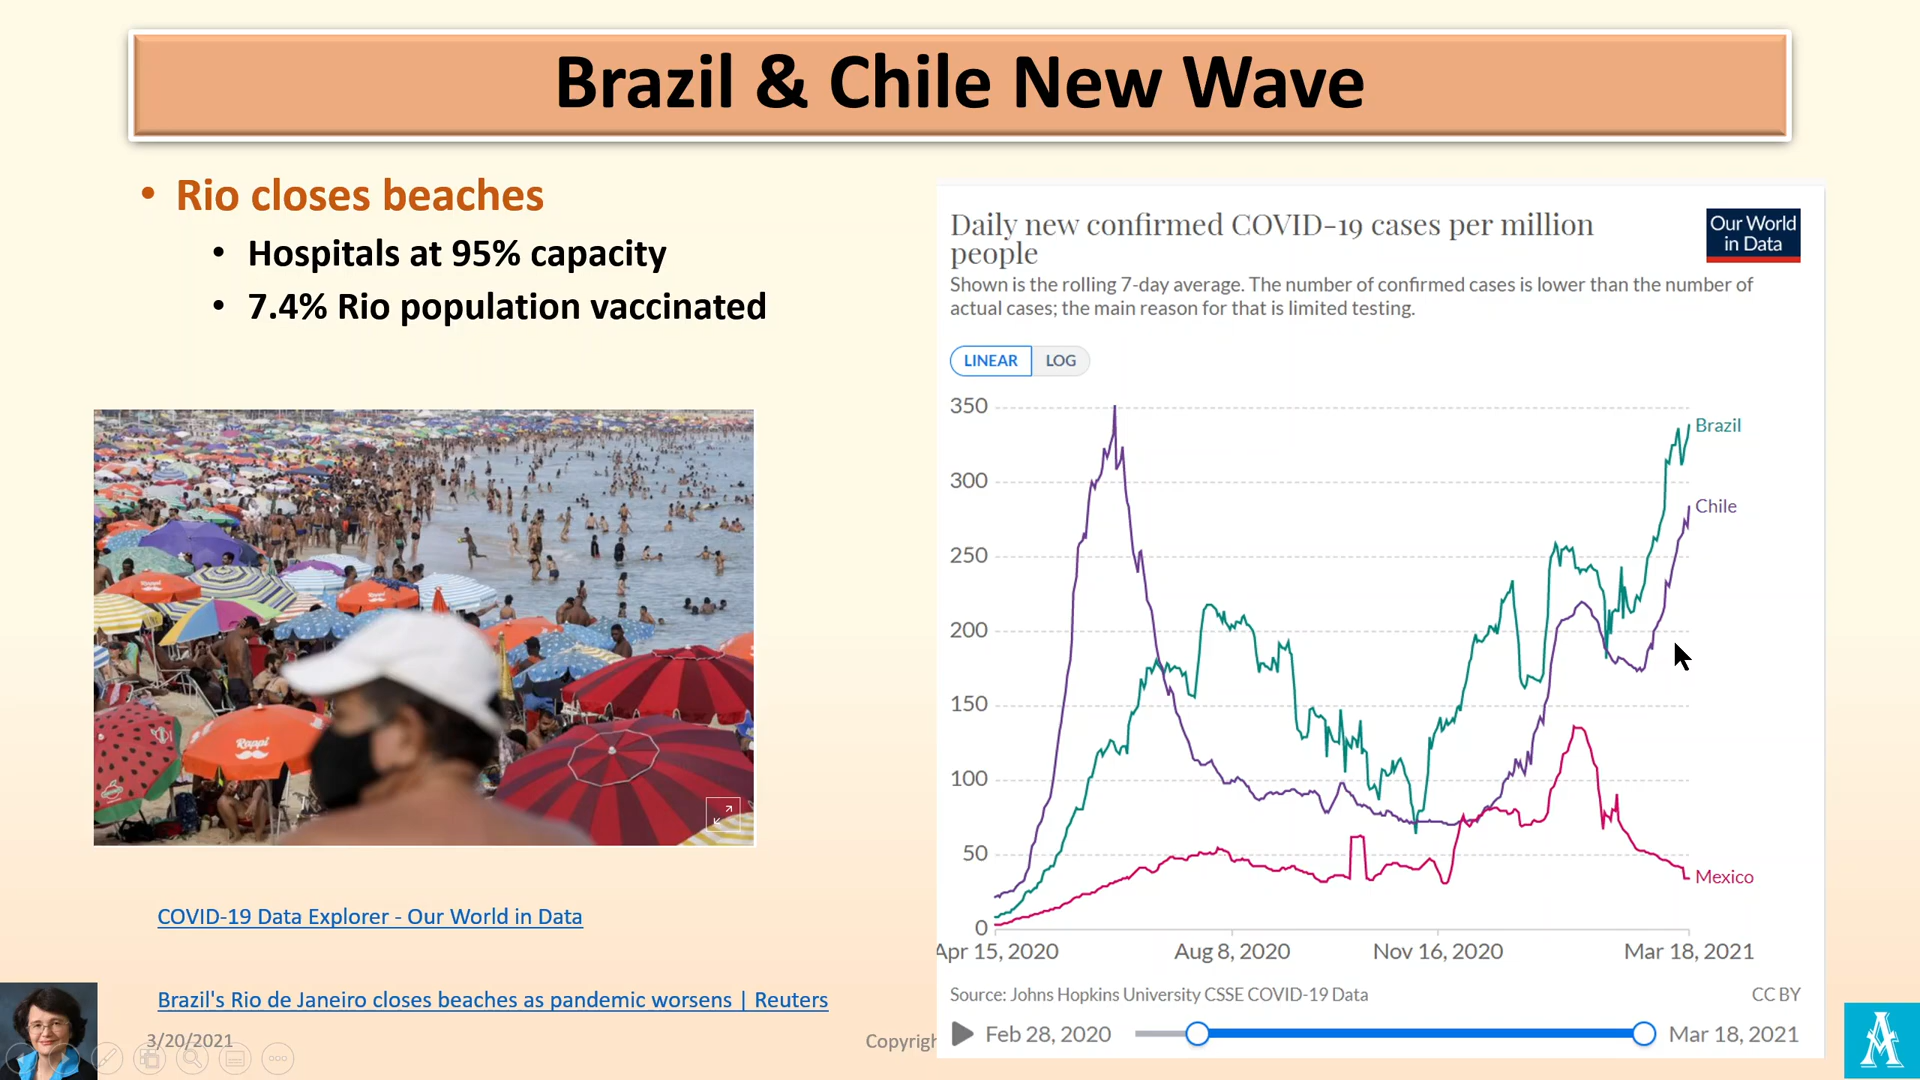 Brazil & Chile New Wave
• Rio closes beaches
• Hospitals at 95% capacity
• 7.4% Rio population vaccinated
Rappi
Rappi
Rappi
COVID-19 Data Explorer - Our World in Data
Brazil's Rio de Janeiro closes beaches as pandemic worsens | Reuters
3/20/2021
Copyrigh
Daily new confirmed COVID-19 cases per million
people
Our World
in Data
Shown is the rolling 7-day average. The number of confirmed cases is lower than the number of
actual cases; the main reason for that is limited testing.
LINEAR LOG
350
300
250
200
150
100
50
0
Brazil
Chile
Mexico
Apr 15, 2020 Aug 8, 2020 Nov 16, 2020 Mar 18, 2021
Source: Johns Hopkins University CSSE COVID-19 Data CC BY
Feb 28, 2020 Mar 18, 2021
A